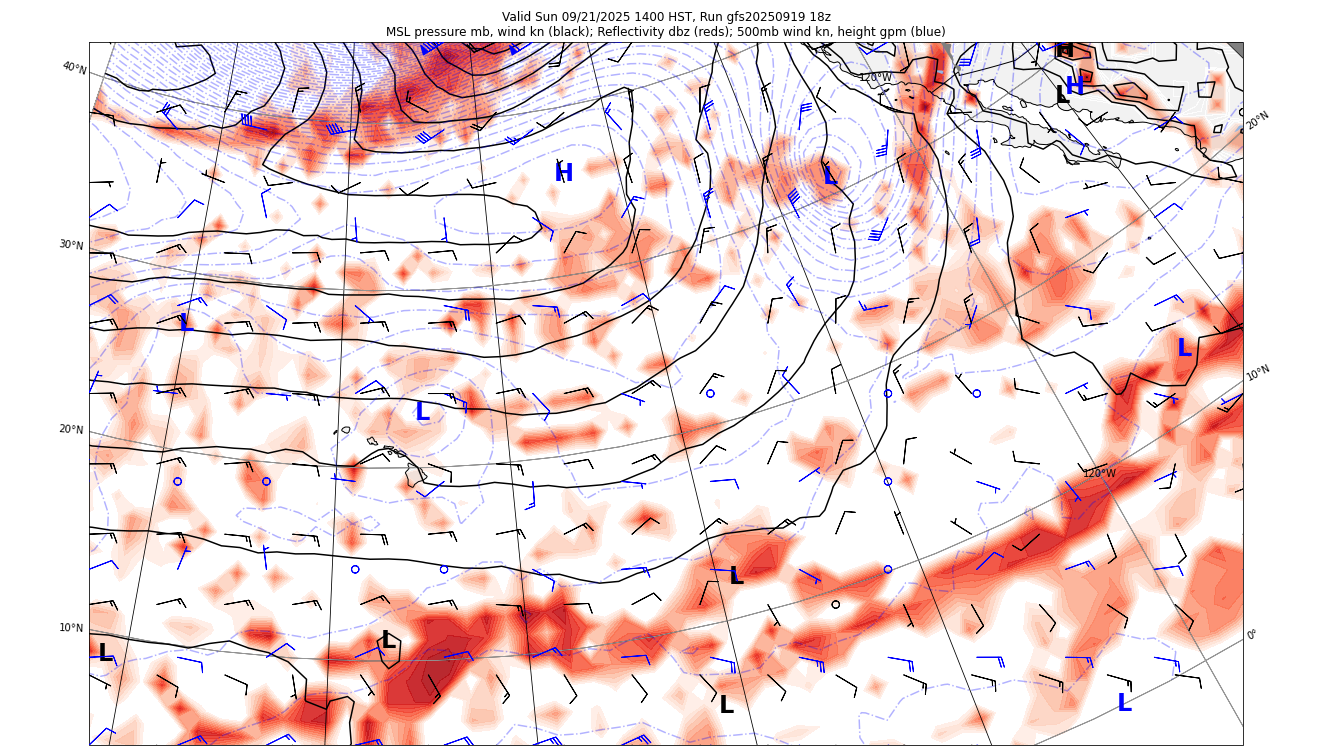 Valid Sun 09/21/2025 1400 HST, Run gfs20250919 18z
MSL pressure mb, wind kn (black); Reflectivity dbz (reds); 500mb wind kn, height gpm (blue)
H
40°N
120°W
H
L
20°N
H
L
30°N
L
L
10°N
L
20°N
120°W
L
10°N
L
0°
L
L
L